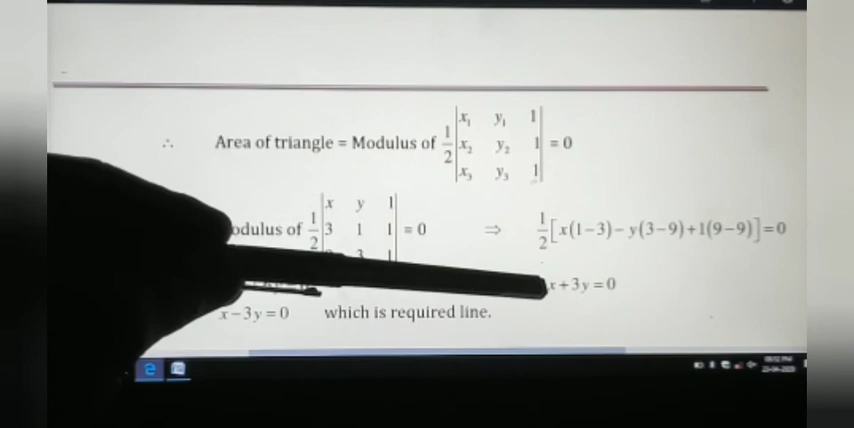 ∴ Area of triangle = Modulus of 1/2 |x₁ y₁ 1; x₂ y₂ 1; x₃ y₃ 1| = 0
odulus of 1/2 |x y 1; 3 1 1; 3 1| = 0 ⇒ 1/2[x(1−3)−y(3−9)+1(9−9)]=0
x+3y=0
x−3y=0 which is required line.